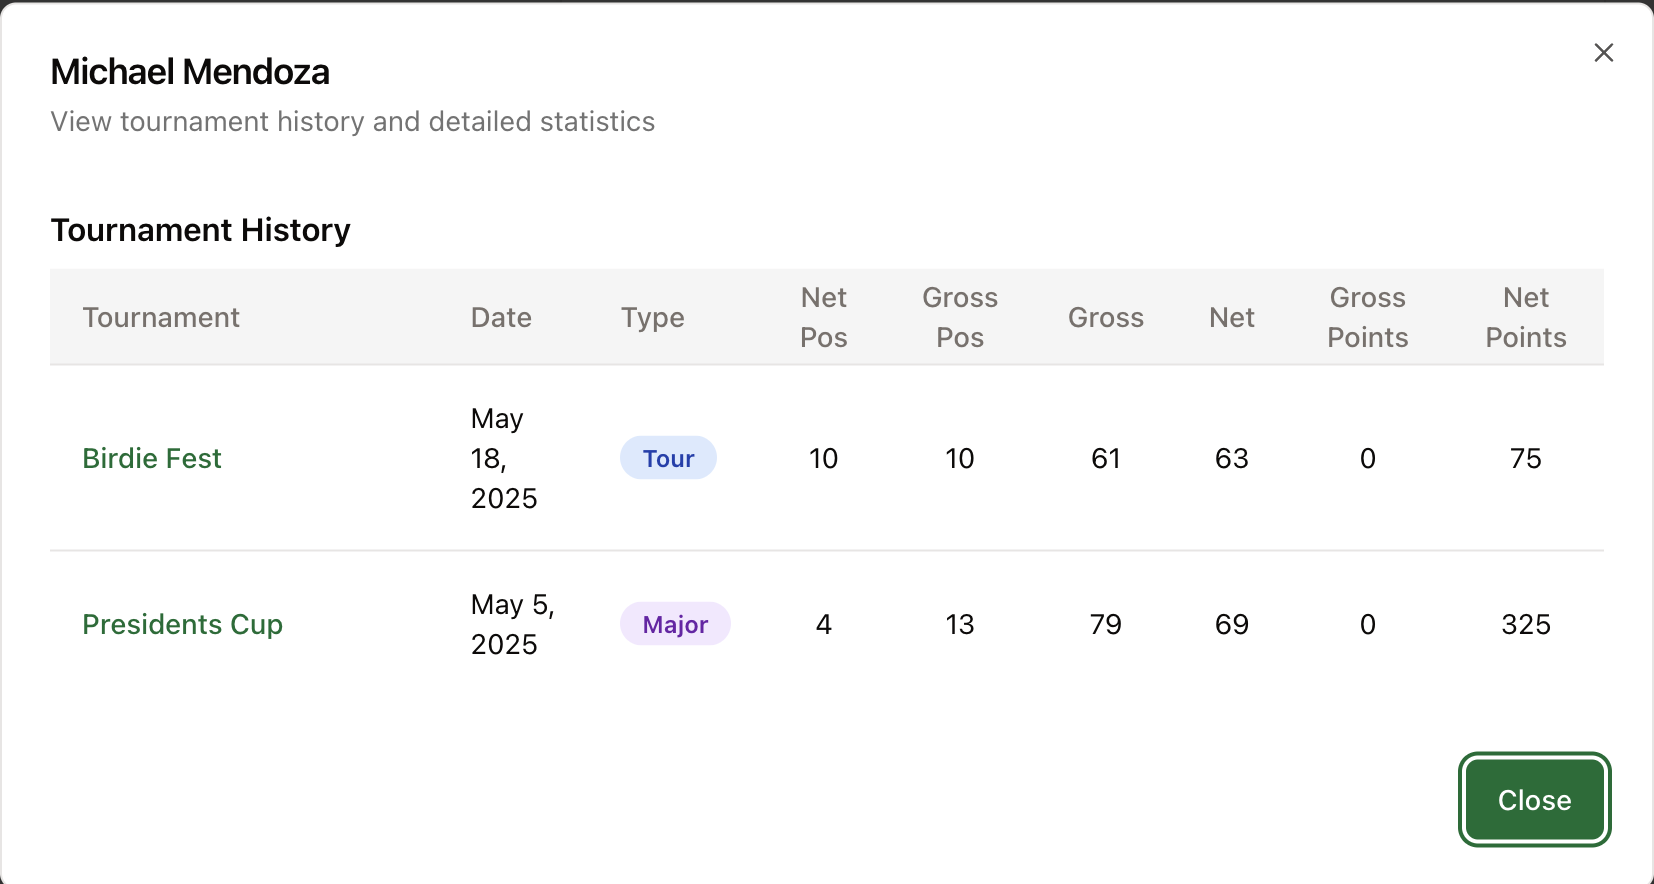 Michael Mendoza
View tournament history and detailed statistics
Tournament History
Tournament Date Type Net Pos Gross Pos Gross Net Gross Points Net Points
Birdie Fest May 18, 2025 Tour 10 10 61 63 0 75
Presidents Cup May 5, 2025 Major 4 13 79 69 0 325
Close